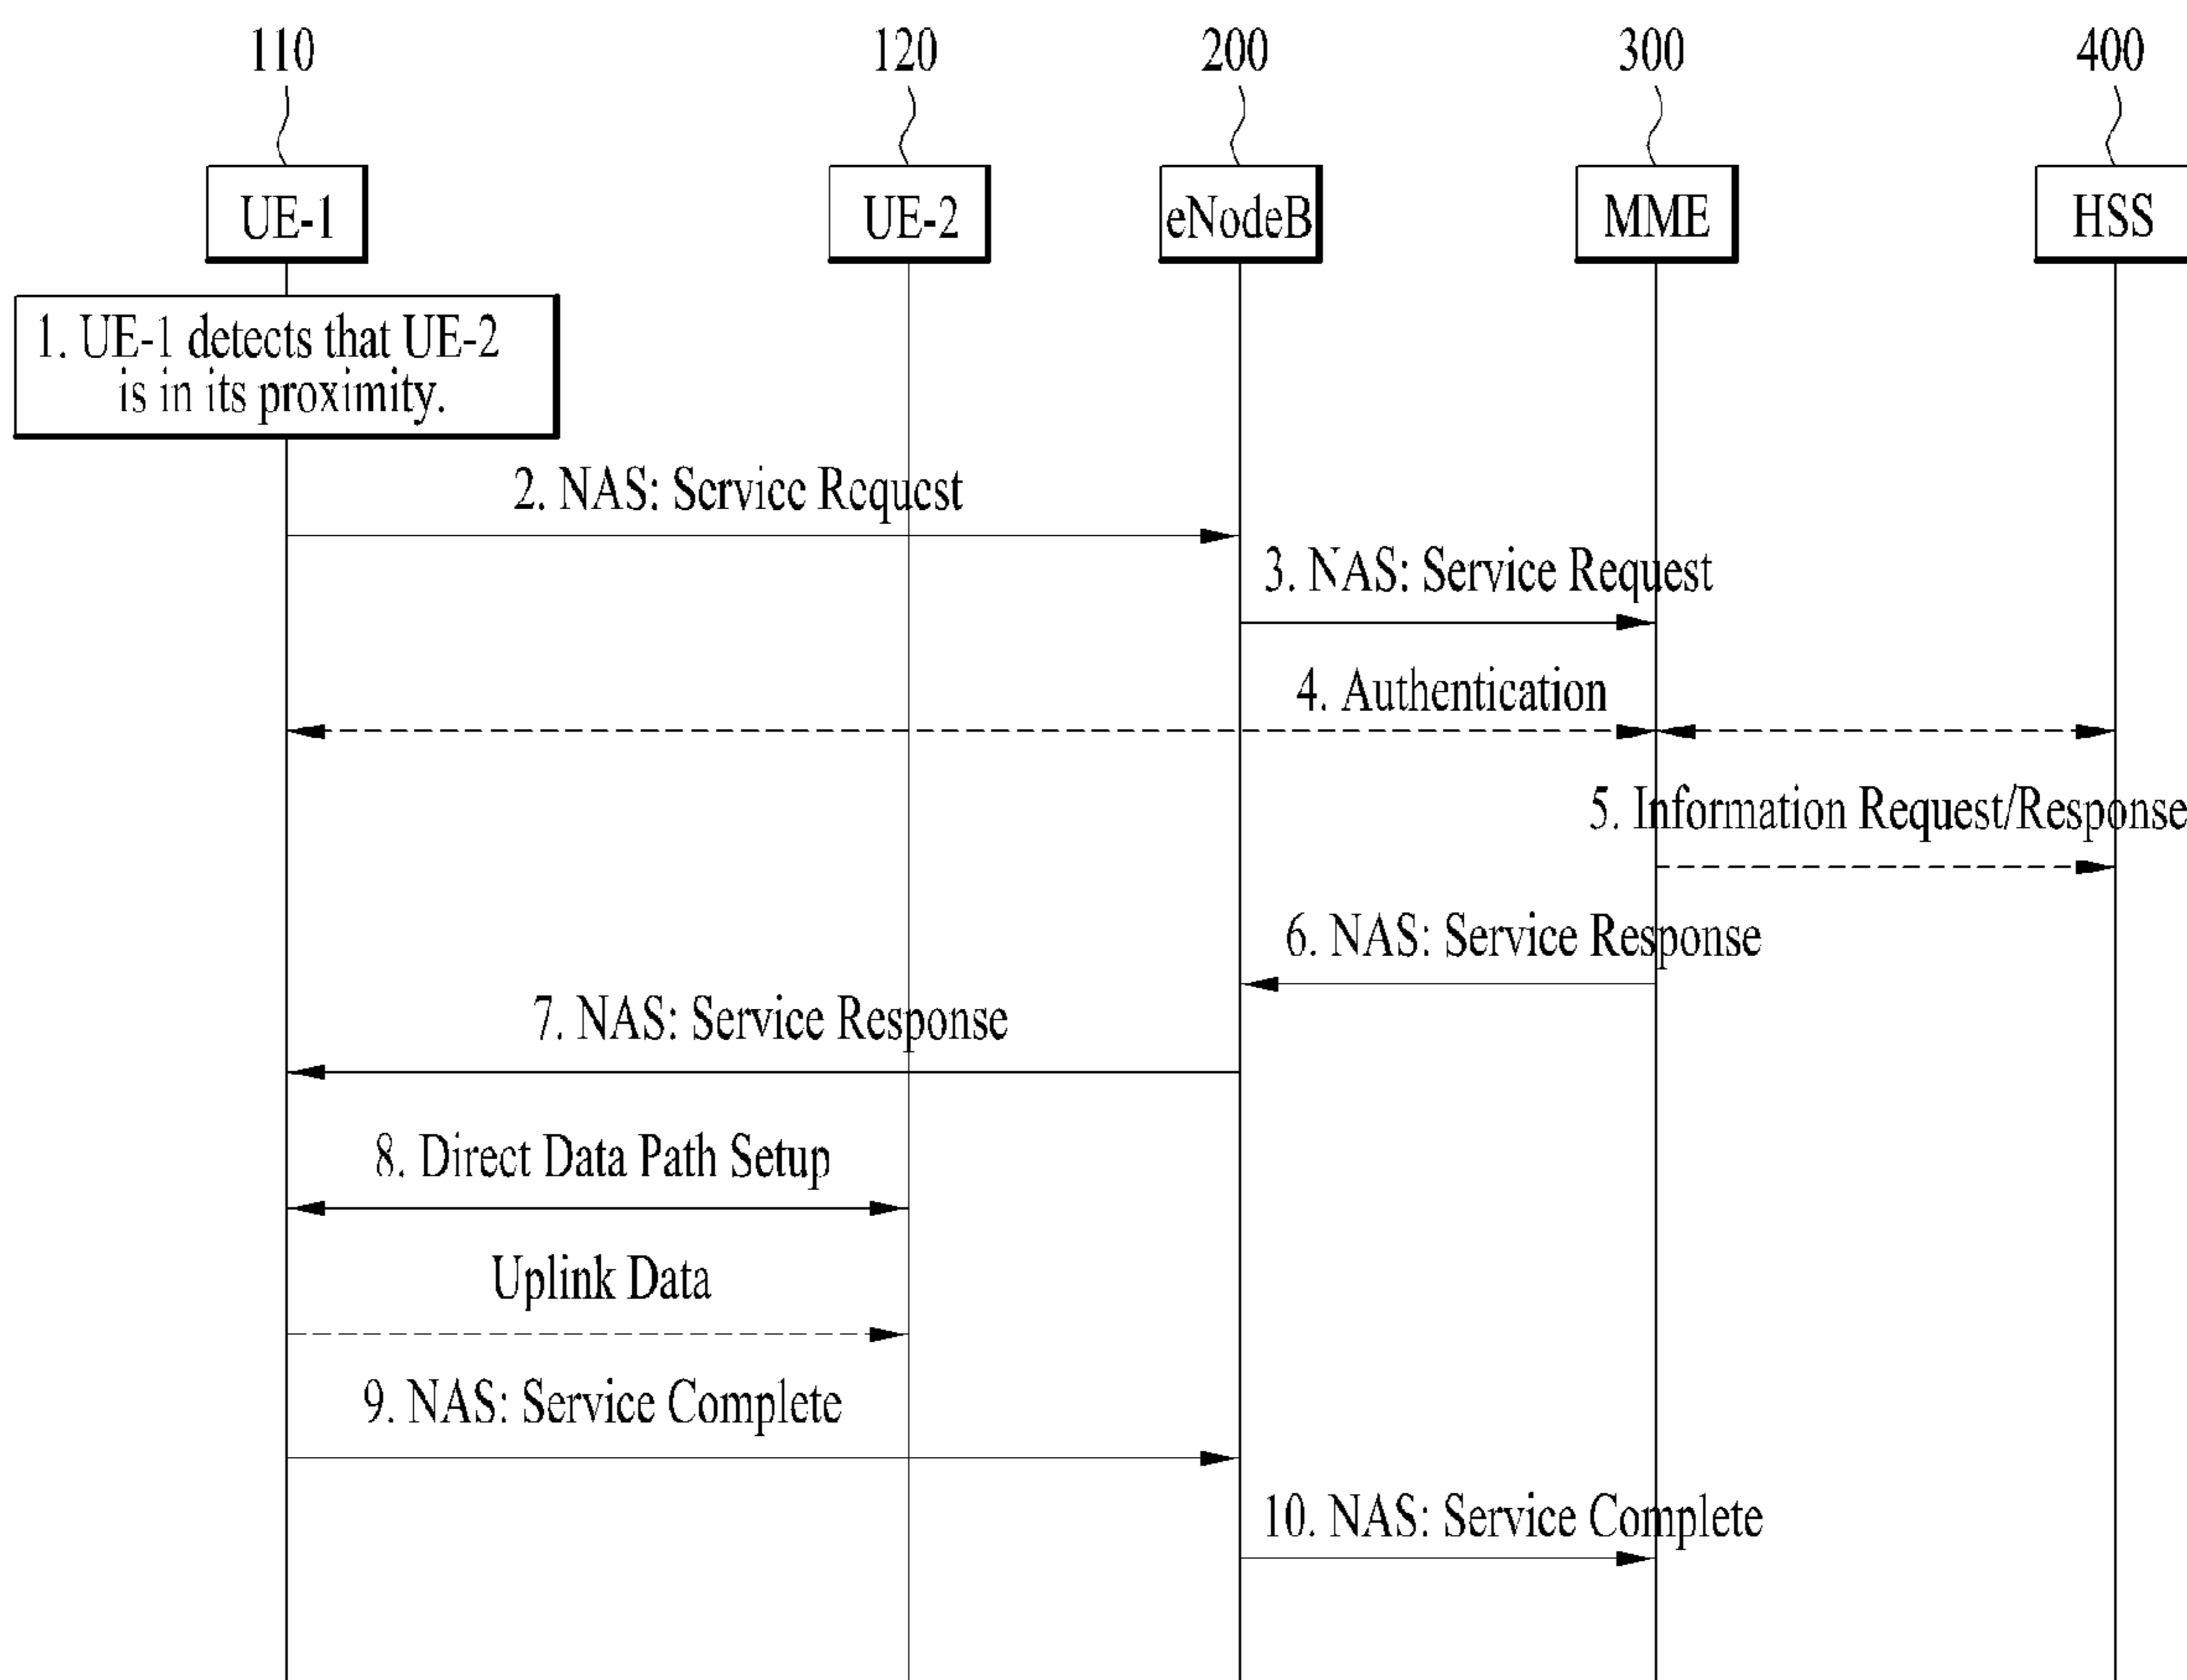 110 120 200 300 400
UE-1 UE-2 eNodeB MME HSS
1. UE-1 detects that UE-2
is in its proximity.
2. NAS: Service Request
3. NAS: Service Request
4. Authentication
5. Information Request/Response
6. NAS: Service Response
7. NAS: Service Response
8. Direct Data Path Setup
Uplink Data
9. NAS: Service Complete
10. NAS: Service Complete